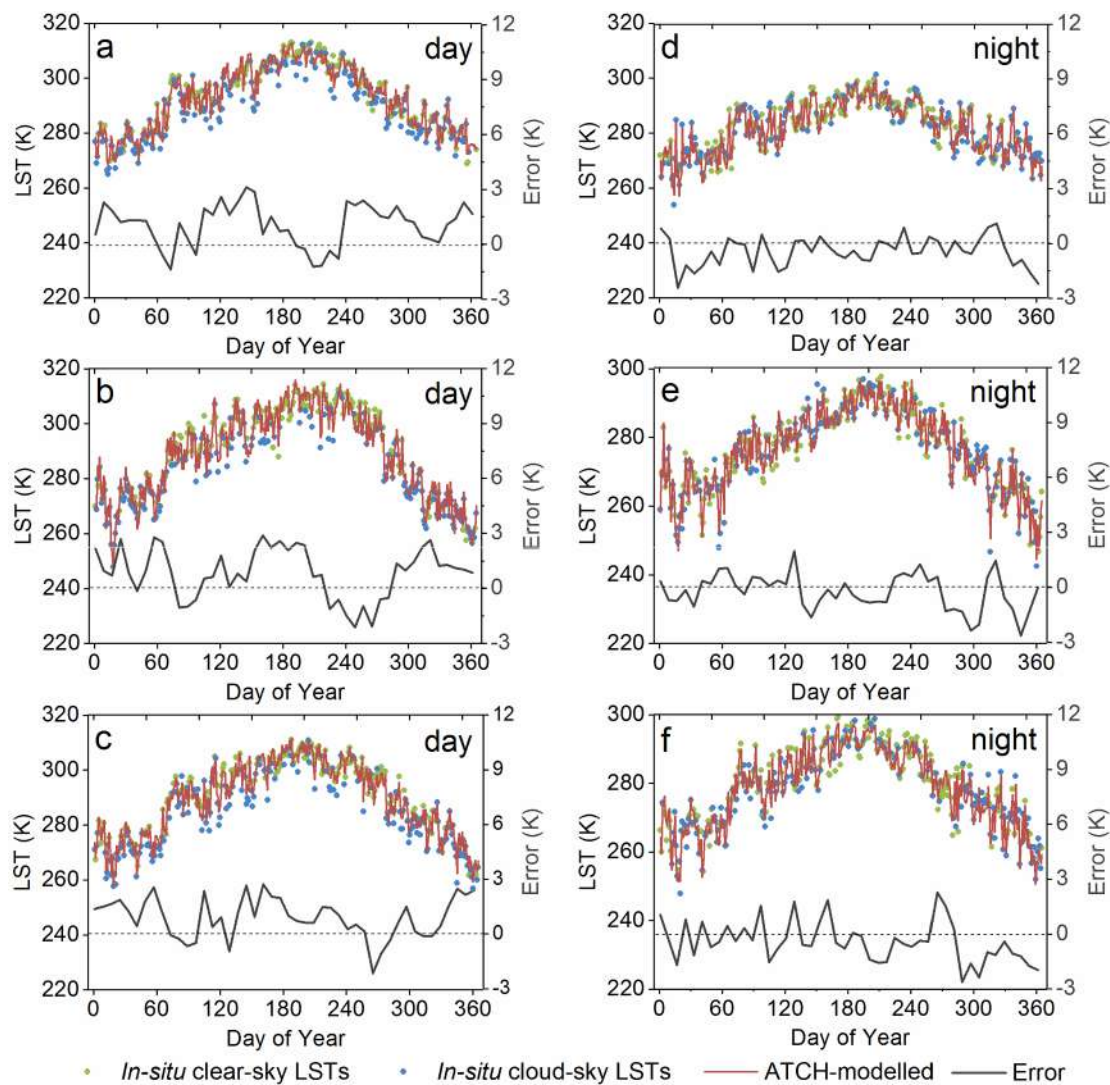 320 12 320 12
a day d night
300 9 300 9
280 6 280 6
LST (K) Error (K) LST (K) Error (K)
260 3 260 3
240 0 240 0
220 -3 220 -3
0 60 120 180 240 300 360 0 60 120 180 240 300 360
Day of Year Day of Year
320 12 300 12
b day e night
300 9 280 9
280 6 6
LST (K) Error (K) LST (K) Error (K)
260 3 260 3
240 0 240 0
220 -3 220 -3
0 60 120 180 240 300 360 0 60 120 180 240 300 360
Day of Year Day of Year
320 12 300 12
c day f night
300 9 280 9
280 6 6
LST (K) Error (K) LST (K) Error (K)
260 3 260 3
240 0 240 0
220 -3 220 -3
0 60 120 180 240 300 360 0 60 120 180 240 300 360
Day of Year Day of Year
In-situ clear-sky LSTs In-situ cloud-sky LSTs ATCH-modelled Error